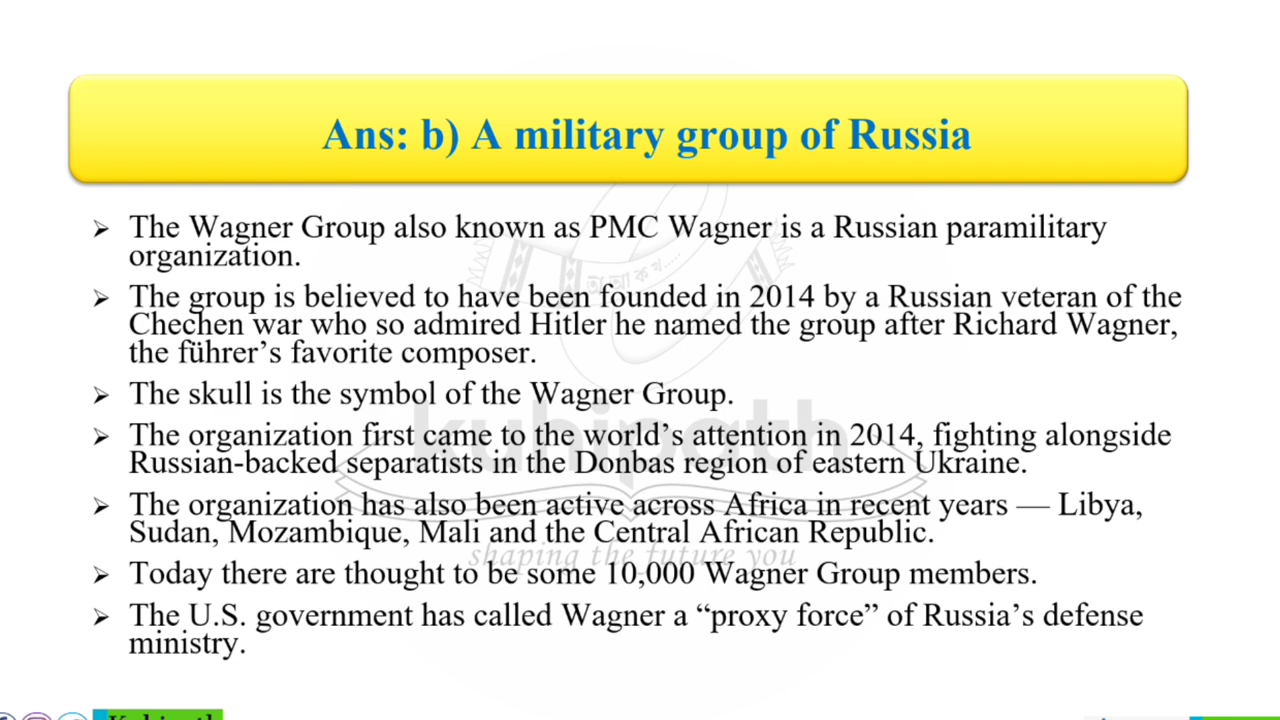 Ans: b) A military group of Russia
➢ The Wagner Group also known as PMC Wagner is a Russian paramilitary
organization.
➢ The group is believed to have been founded in 2014 by a Russian veteran of the
Chechen war who so admired Hitler he named the group after Richard Wagner,
the führer’s favorite composer.
➢ The skull is the symbol of the Wagner Group.
➢ The organization first came to the world’s attention in 2014, fighting alongside
Russian-backed separatists in the Donbas region of eastern Ukraine.
➢ The organization has also been active across Africa in recent years — Libya,
Sudan, Mozambique, Mali and the Central African Republic.
➢ Today there are thought to be some 10,000 Wagner Group members.
➢ The U.S. government has called Wagner a “proxy force” of Russia’s defense
ministry.
kuhipath
shaping the future you